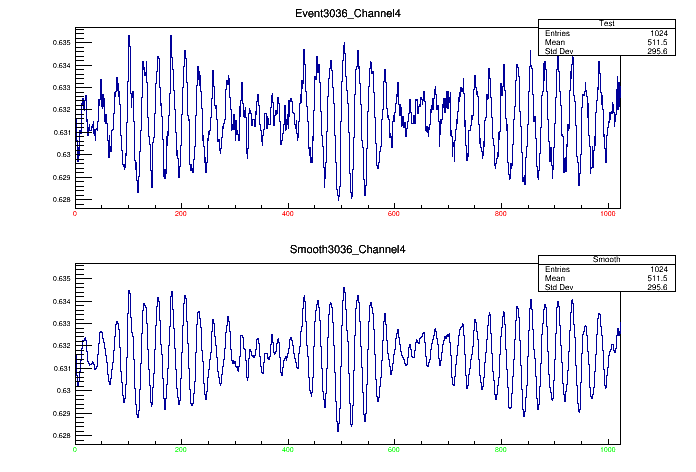 Event3036_Channel4
Test
Entries 1024
Mean 511.5
Std Dev 295.6
0.635
0.634
0.633
0.632
0.631
0.63
0.629
0.628
0 200 400 600 800 1000
Smooth3036_Channel4
Smooth
Entries 1024
Mean 511.5
Std Dev 295.6
0.635
0.634
0.633
0.632
0.631
0.63
0.629
0.628
0 200 400 600 800 1000